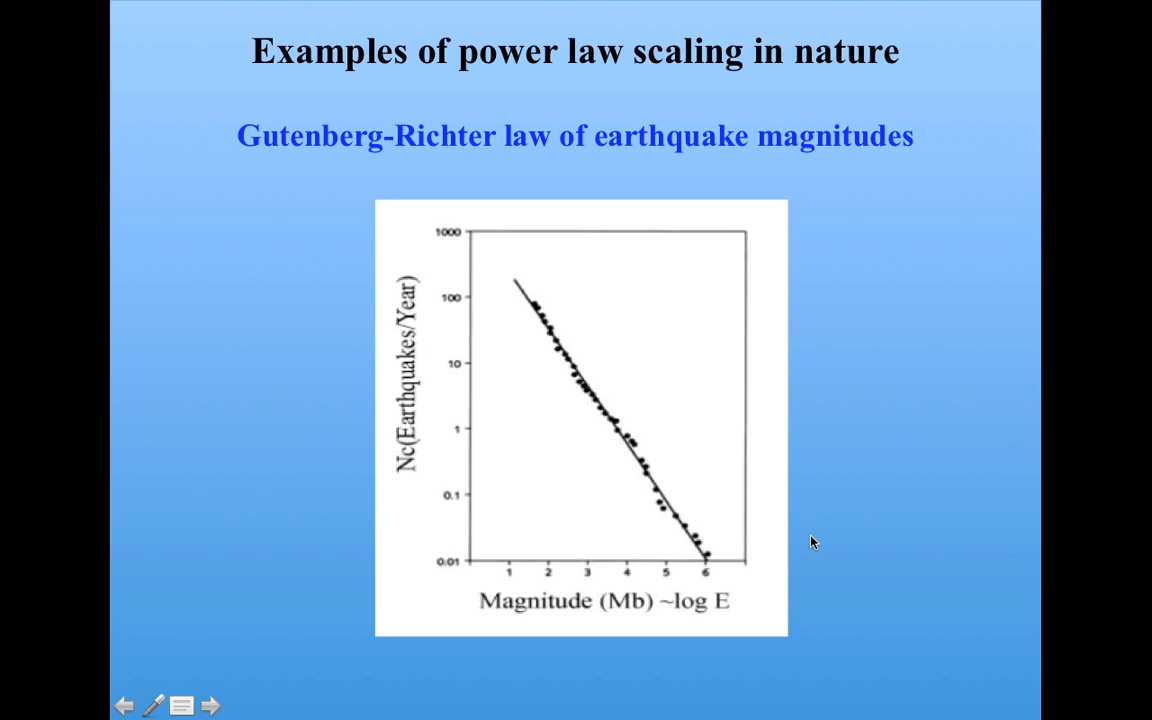 Examples of power law scaling in nature
Gutenberg-Richter law of earthquake magnitudes
Nc(Earthquakes/Year)
1000
100
10
1
0.1
0.01
1 2 3 4 5 6
Magnitude (Mb) ~log E